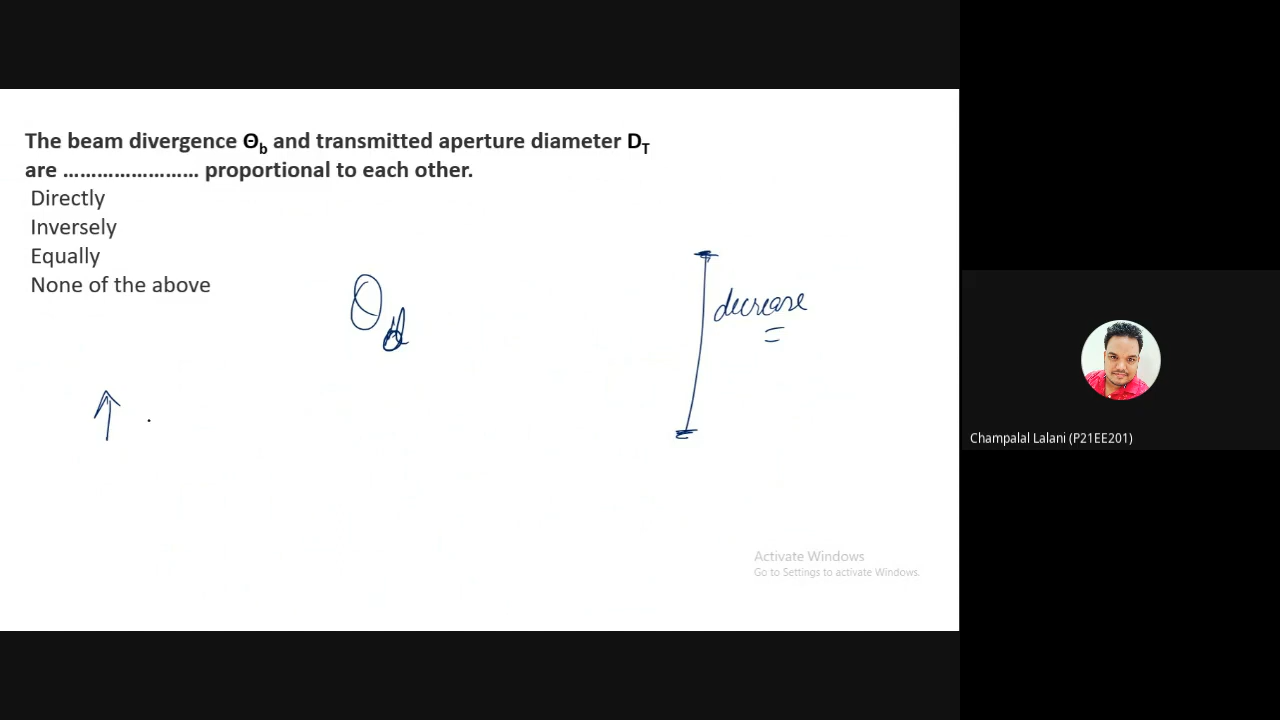 The beam divergence Θb and transmitted aperture diameter DT
are …………………… proportional to each other.
Directly
Inversely
Equally
None of the above
decrease
Activate Windows
Go to Settings to activate Windows.
Champalal Lalani (P21EE201)